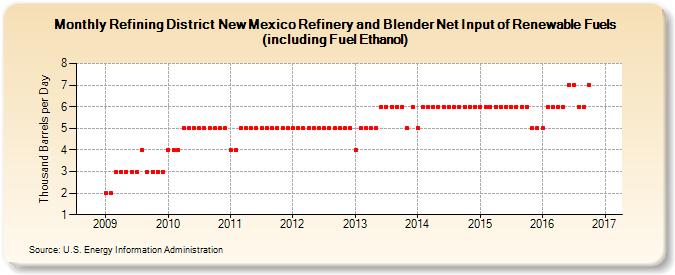 Monthly Refining District New Mexico Refinery and Blender Net Input of Renewable Fuels
(including Fuel Ethanol)
Thousand Barrels per Day
8
7
6
5
4
3
2
1
2009 2010 2011 2012 2013 2014 2015 2016 2017
Source: U.S. Energy Information Administration